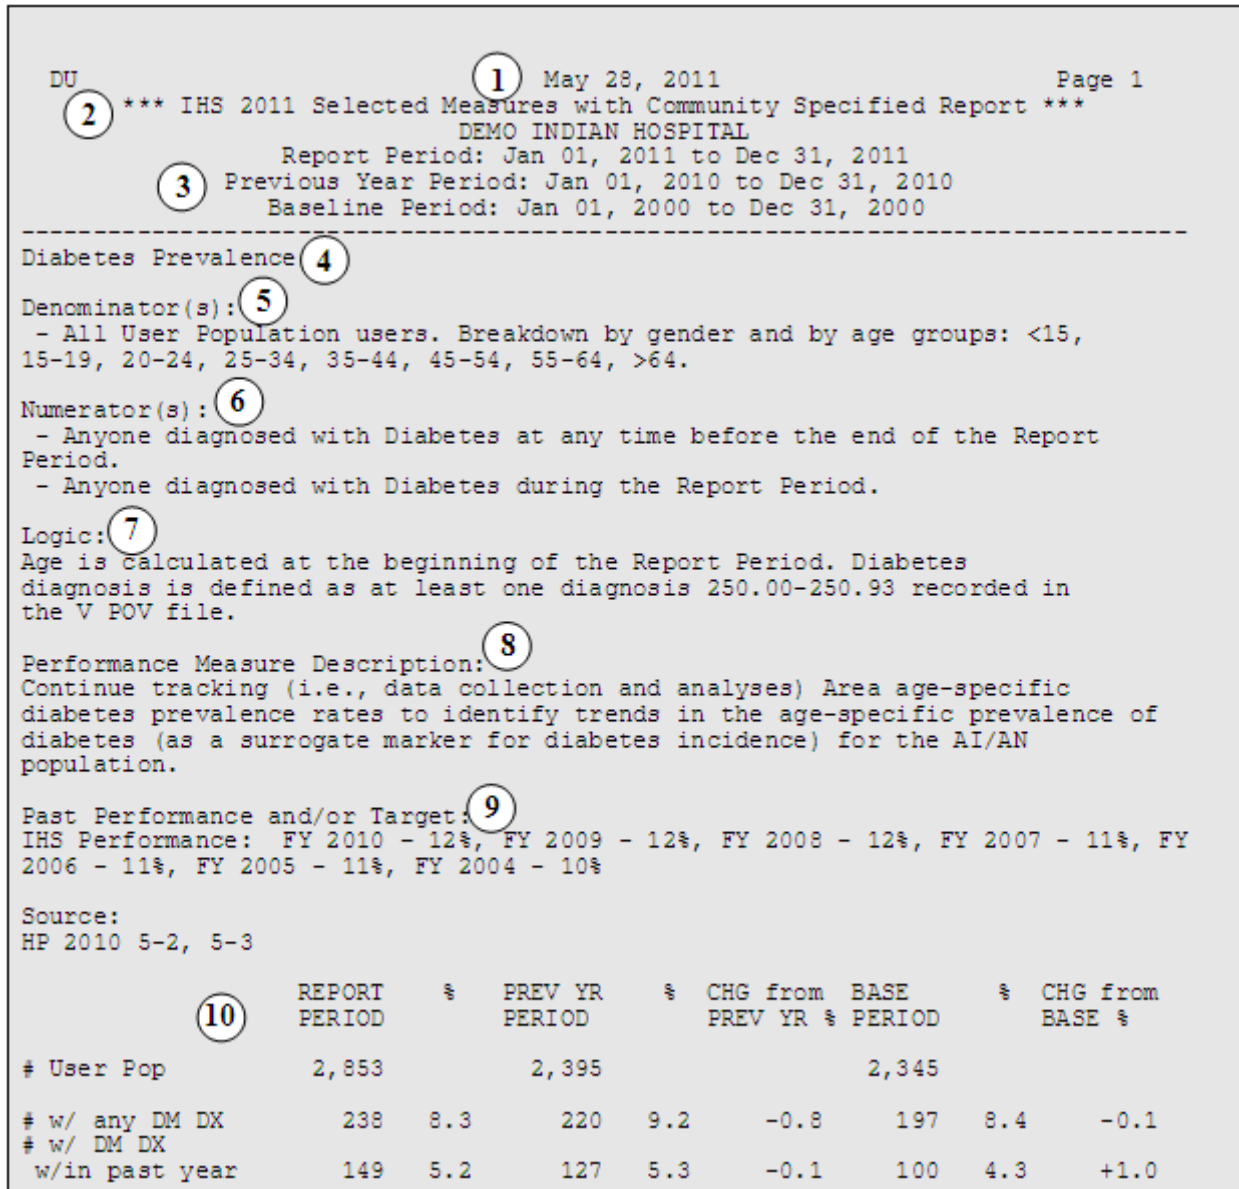 DU 1 May 28, 2011 Page 1
2 *** IHS 2011 Selected Measures with Community Specified Report ***
DEMO INDIAN HOSPITAL
Report Period: Jan 01, 2011 to Dec 31, 2011
3 Previous Year Period: Jan 01, 2010 to Dec 31, 2010
Baseline Period: Jan 01, 2000 to Dec 31, 2000
--------------------------------------------------------------------------------
Diabetes Prevalence 4
Denominator(s): 5
- All User Population users. Breakdown by gender and by age groups: <15,
15-19, 20-24, 25-34, 35-44, 45-54, 55-64, >64.
Numerator(s): 6
- Anyone diagnosed with Diabetes at any time before the end of the Report
Period.
- Anyone diagnosed with Diabetes during the Report Period.
Logic: 7
Age is calculated at the beginning of the Report Period. Diabetes
diagnosis is defined as at least one diagnosis 250.00-250.93 recorded in
the V POV file.
Performance Measure Description: 8
Continue tracking (i.e., data collection and analyses) Area age-specific
diabetes prevalence rates to identify trends in the age-specific prevalence of
diabetes (as a surrogate marker for diabetes incidence) for the AI/AN
population.
Past Performance and/or Target: 9
IHS Performance: FY 2010 - 12%, FY 2009 - 12%, FY 2008 - 12%, FY 2007 - 11%, FY
2006 - 11%, FY 2005 - 11%, FY 2004 - 10%
Source:
HP 2010 5-2, 5-3
REPORT % PREV YR % CHG from BASE % CHG from
10 PERIOD PERIOD PREV YR % PERIOD BASE %
# User Pop 2,853 2,395 2,345
# w/ any DM DX 238 8.3 220 9.2 -0.8 197 8.4 -0.1
# w/ DM DX
w/in past year 149 5.2 127 5.3 -0.1 100 4.3 +1.0